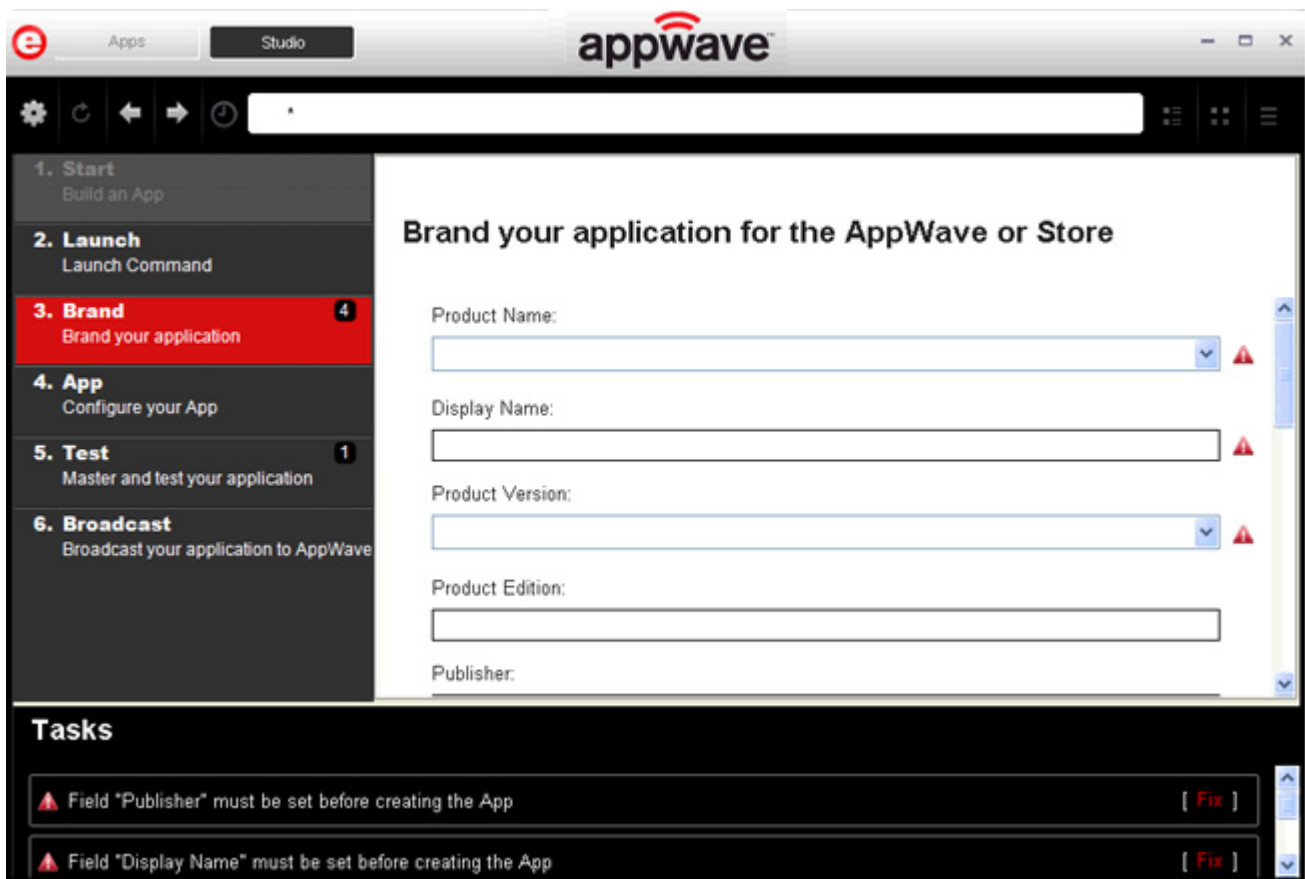 e Apps Studio appwave™
*
1. Start
Build an App
2. Launch
Launch Command
3. Brand 4
Brand your application
4. App
Configure your App
5. Test 1
Master and test your application
6. Broadcast
Broadcast your application to AppWave
Brand your application for the AppWave or Store
Product Name:
Display Name:
Product Version:
Product Edition:
Publisher:
Tasks
Field "Publisher" must be set before creating the App [ Fix ]
Field "Display Name" must be set before creating the App [ Fix ]